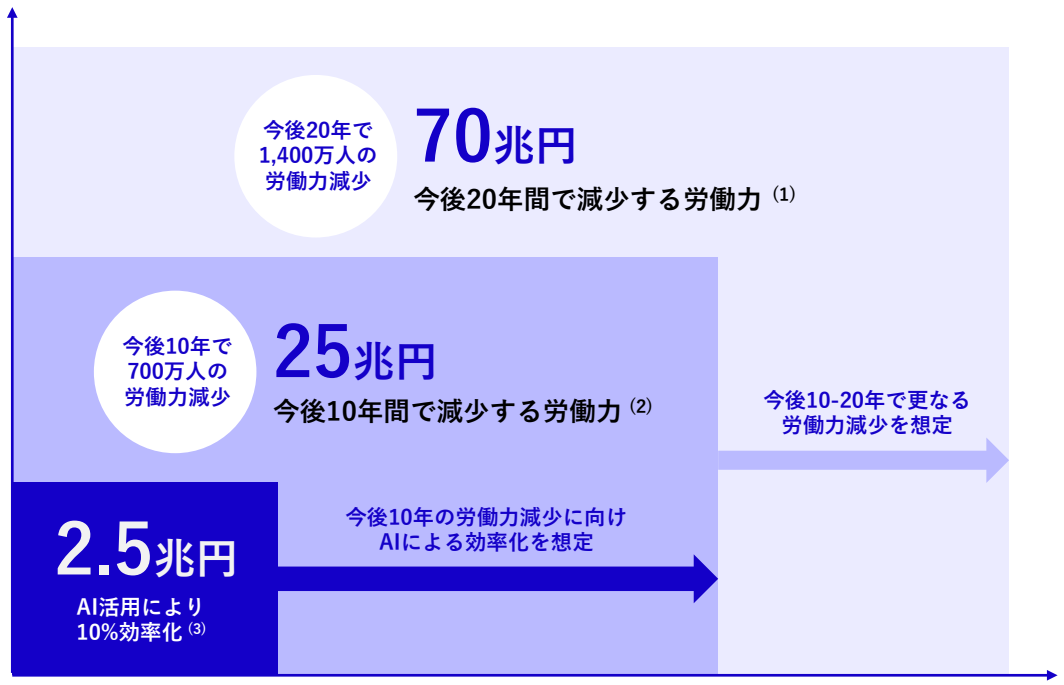 今後20年で
1,400万人の
労働力減少
70兆円
今後20年間で減少する労働力 (1)
今後10年で
700万人の
労働力減少
25兆円
今後10年間で減少する労働力 (2)
今後10-20年で更なる
労働力減少を想定
2.5兆円
AI活用により
10%効率化 (3)
今後10年の労働力減少に向け
AIによる効率化を想定